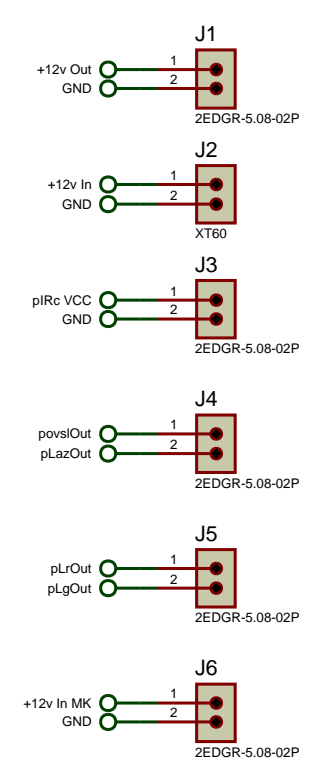 J1
+12v Out 1
GND 2
2EDGR-5.08-02P
J2
+12v In 1
GND 2
XT60
J3
pIRc VCC 1
GND 2
2EDGR-5.08-02P
J4
povslOut 1
pLazOut 2
2EDGR-5.08-02P
J5
pLrOut 1
pLgOut 2
2EDGR-5.08-02P
J6
+12v In MK 1
GND 2
2EDGR-5.08-02P